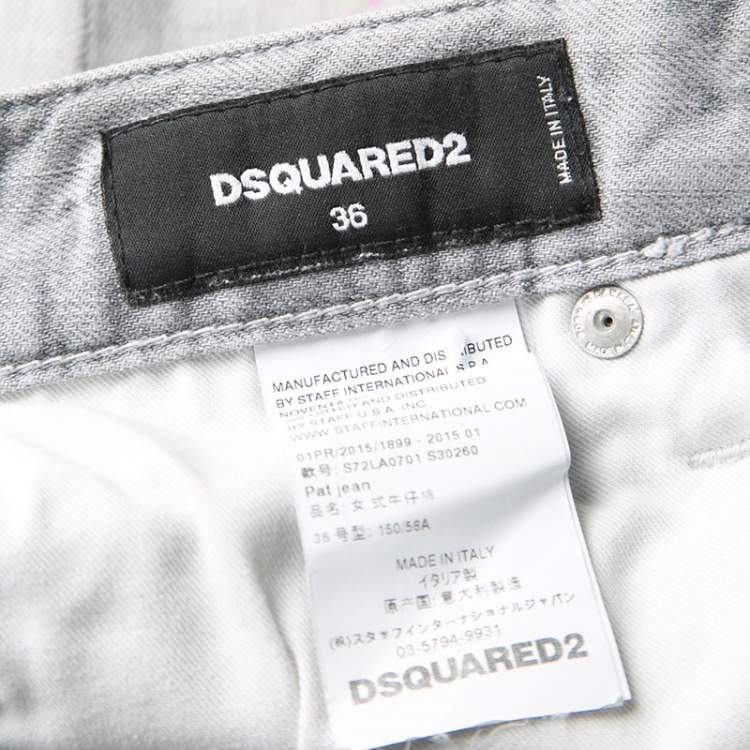 DSQUARED2
36
MADE IN ITALY
MANUFACTURED AND DISTRIBUTED
BY STAFF INTERNATIONAL S.P.A.
NOVENTA
AND DISTRIBUTED
BY STAFF U.S.A. INC.
WWW.STAFFINTERNATIONAL.COM
01PR/2015/1899 - 2015 01
款号: S72LA0701 S30260
Pat jean
品名: 女式牛仔
36 号型: 150/58A
MADE IN ITALY
イタリア製
原产国: 意大利製造
(株)スタッフインターナショナルジャパン
03-5794-9931
DSQUARED2